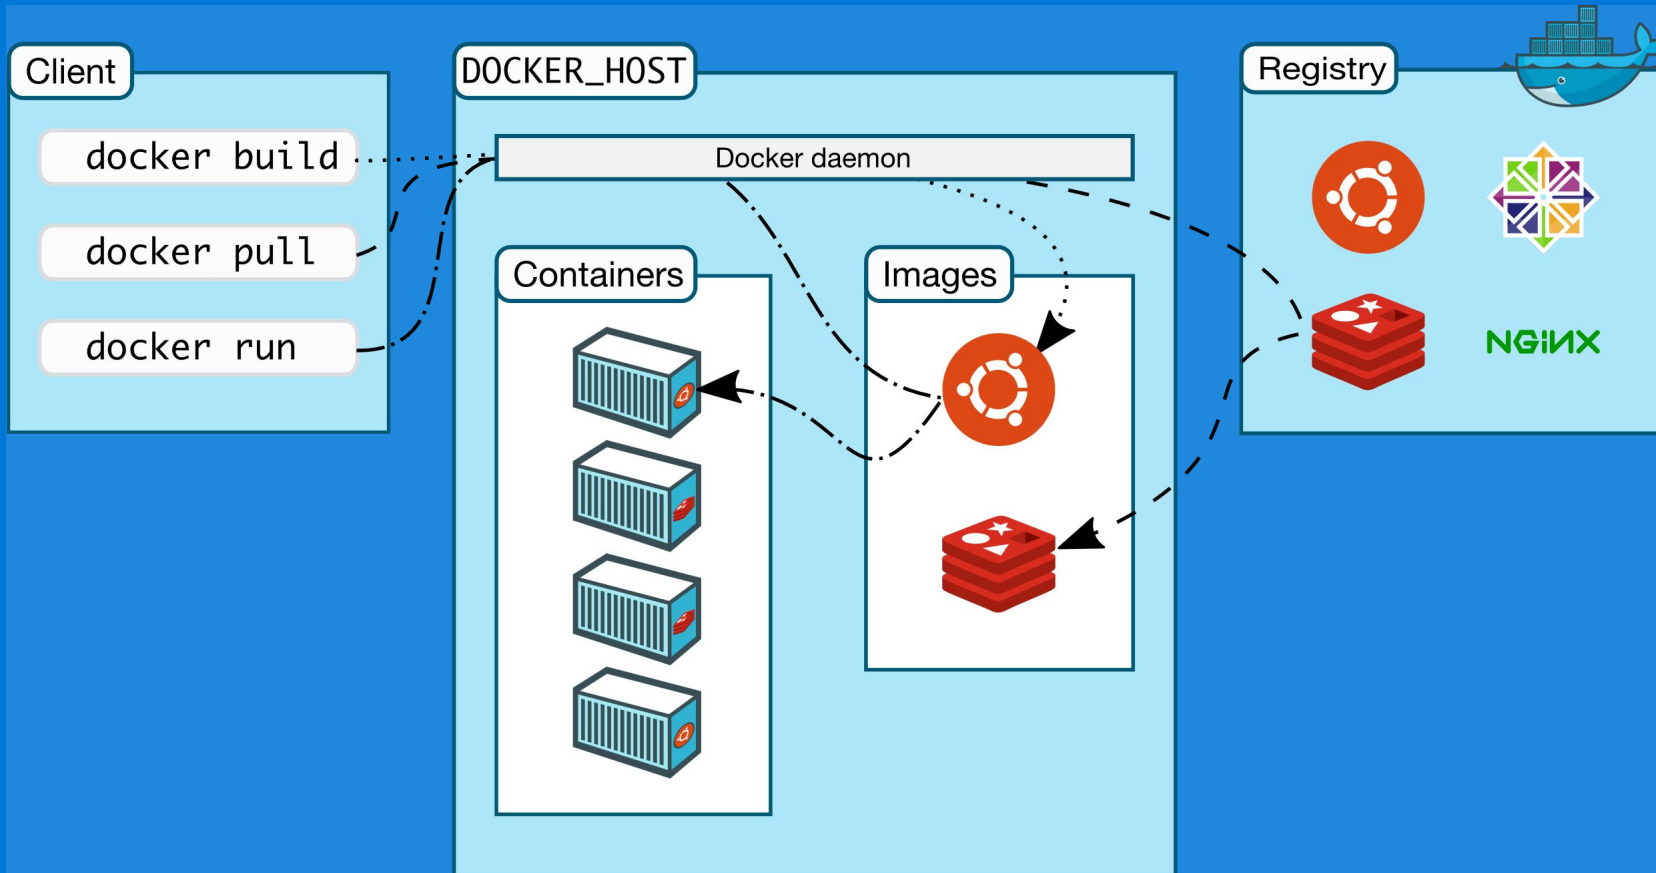 Client
docker build
docker pull
docker run
DOCKER_HOST
Docker daemon
Containers
Images
Registry
NGiNX